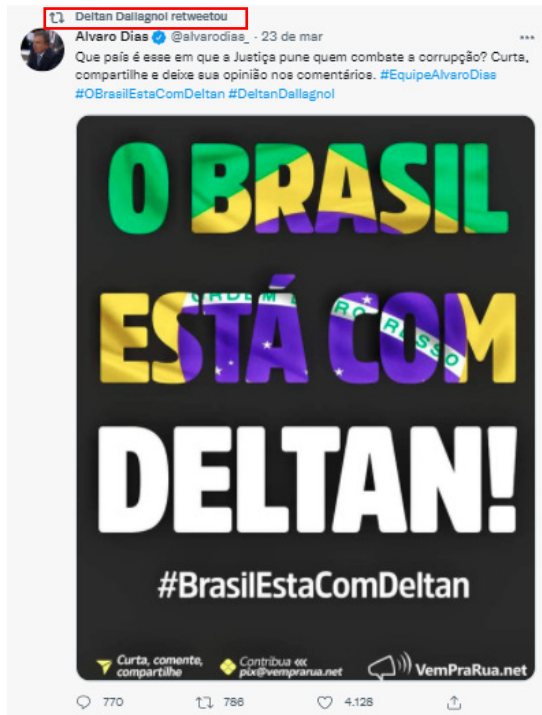 Deltan Dallagnol retweetou
Alvaro Dias @alvarodias_ · 23 de mar
Que país é esse em que a Justiça pune quem combate a corrupção? Curta,
compartilhe e deixe sua opinião nos comentários. #EquipeAlvaroDias
#OBrasilEstaComDeltan #DeltanDallagnol
O BRASIL
ESTÁ COM
DELTAN!
#BrasilEstaComDeltan
Curta, comente,
compartilhe
Contribua
pix@vemprarua.net
VemPraRua.net
770 786 4.128